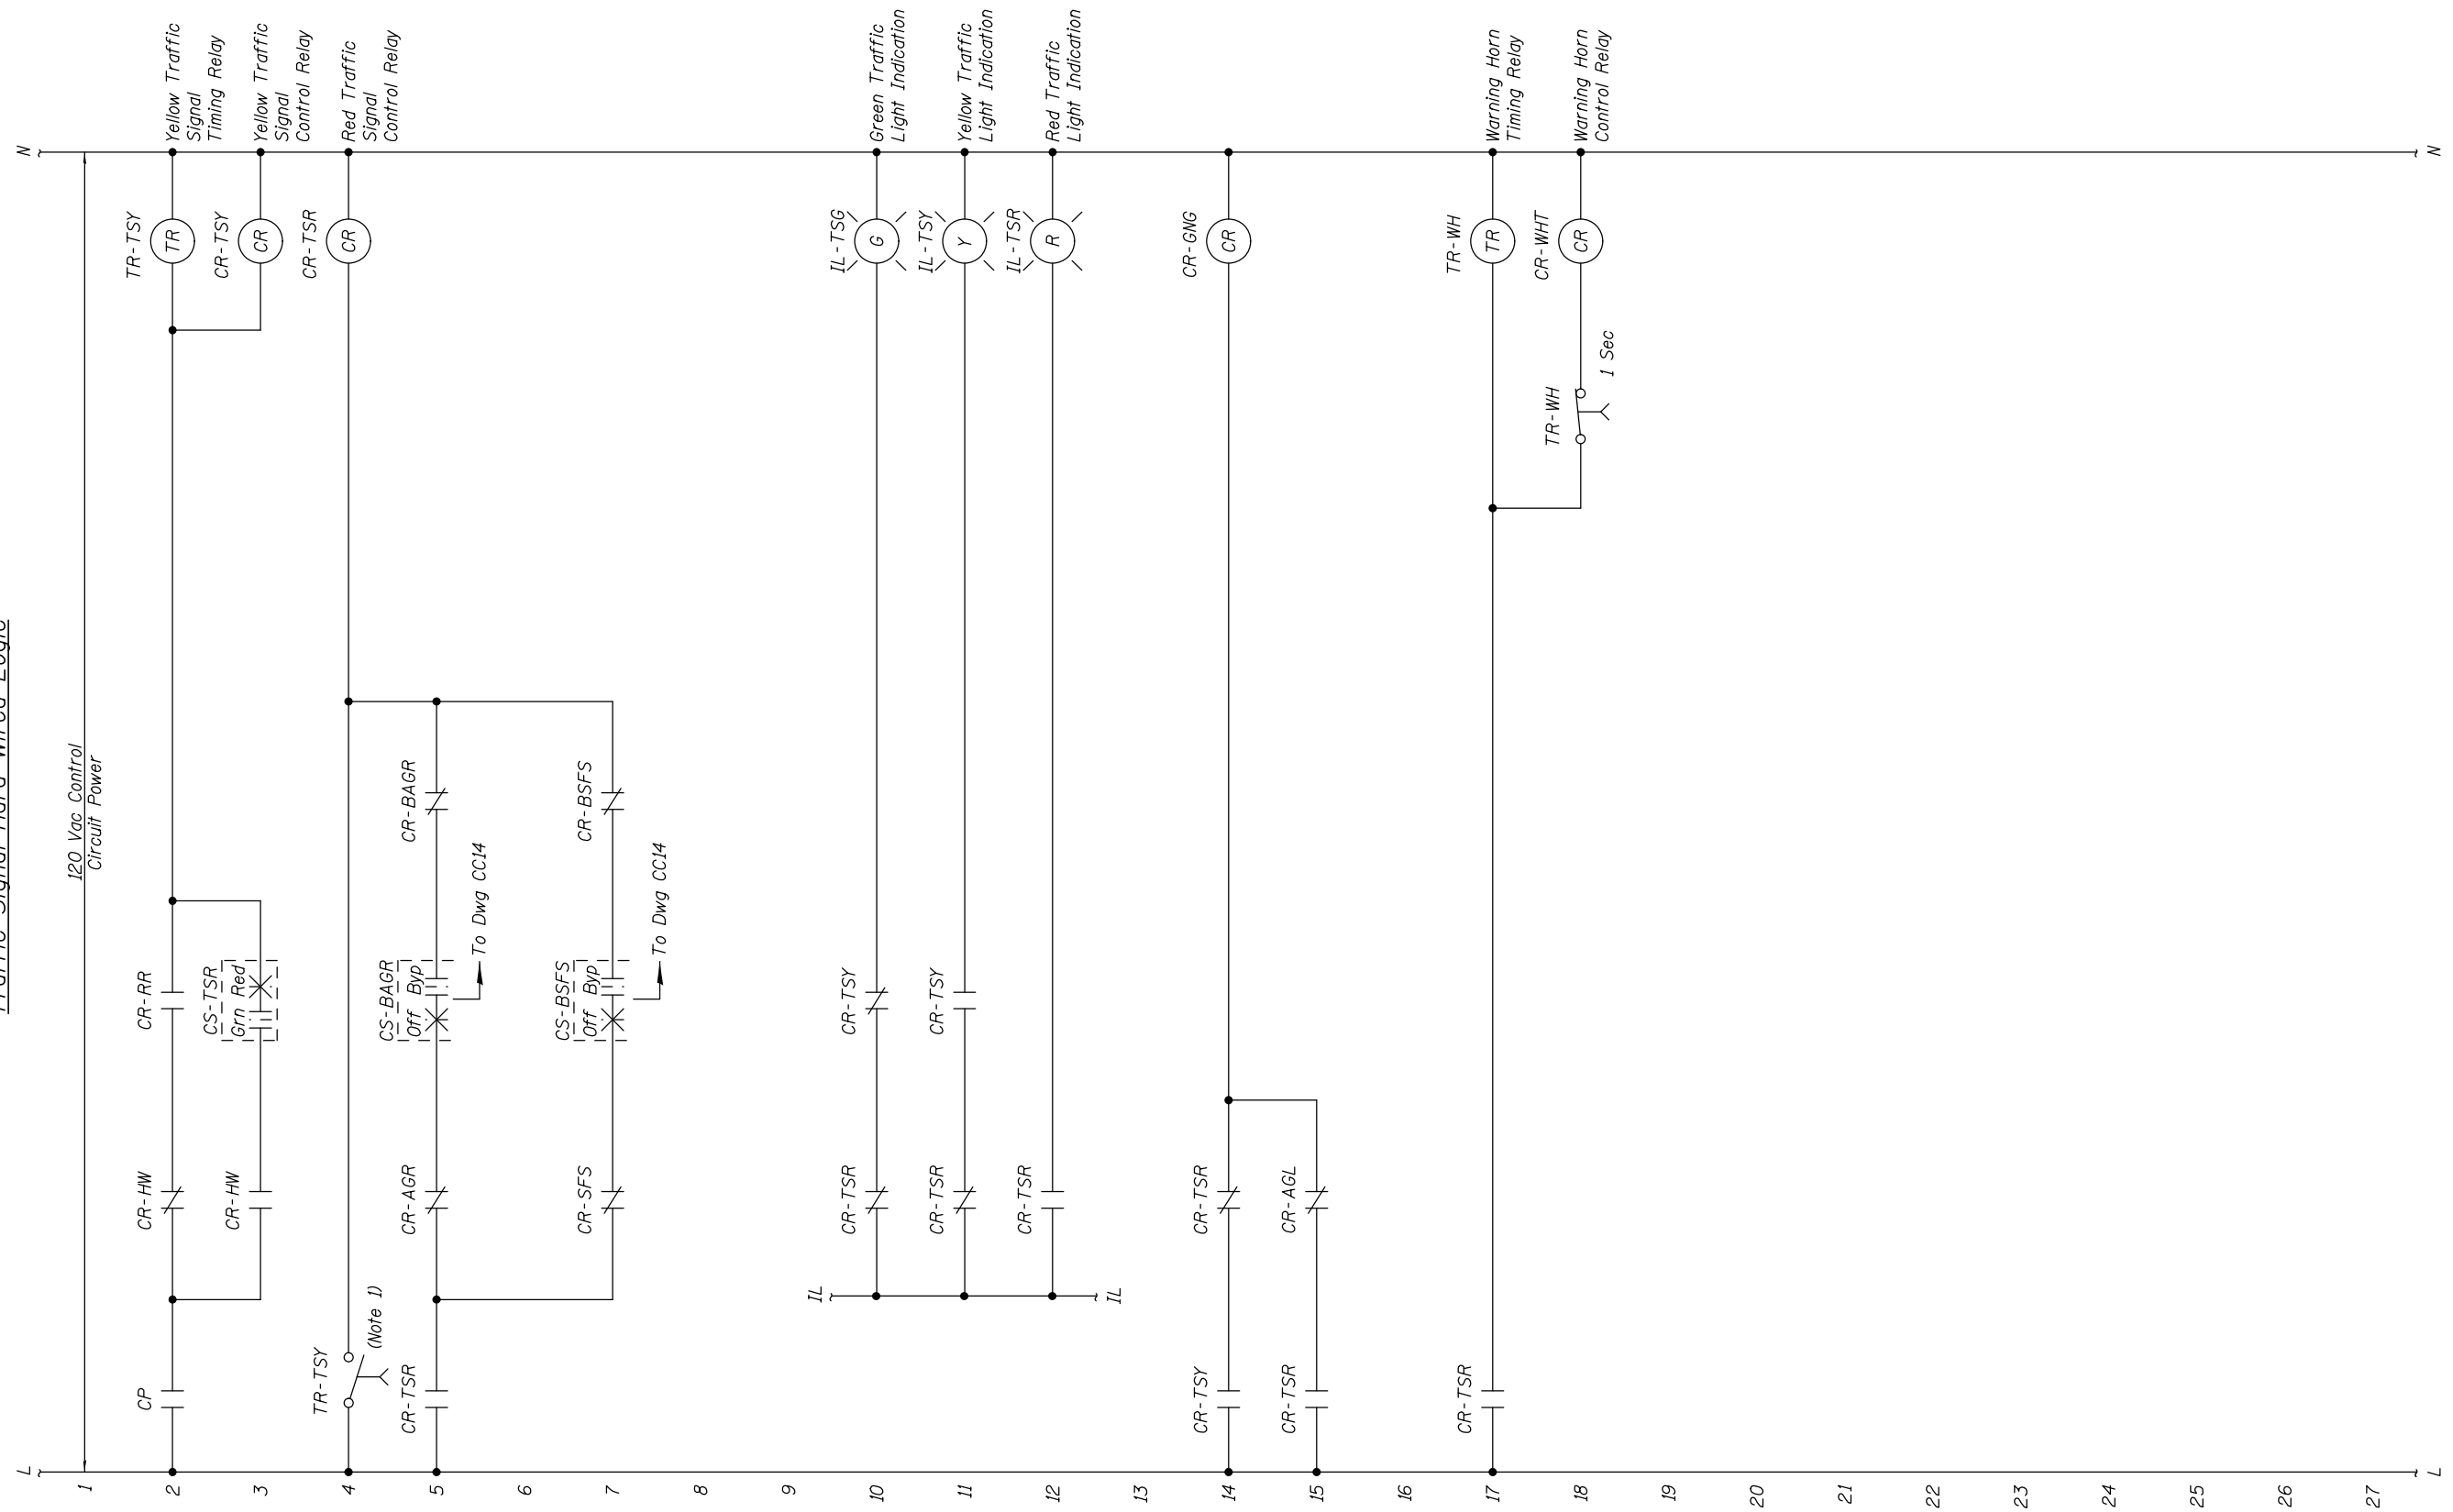 L
N
1
120 Vac Control
Circuit Power
2
CP
CR-HW
CR-RR
TR-TSY
TR
Yellow Traffic
Signal
Timing Relay
3
CR-HW
CS-TSR
Grn Red
CR-TSY
CR
Yellow Traffic
Signal
Control Relay
4
TR-TSY
(Note 1)
CR-TSR
CR
Red Traffic
Signal
Control Relay
5
CR-TSR
CR-AGR
CS-BAGR
Off Byp
To Dwg CC14
CR-BAGR
6
7
CR-SFS
CS-BSFS
Off Byp
To Dwg CC14
CR-BSFS
8
9
IL
10
CR-TSR
CR-TSY
IL-TSG
G
Green Traffic
Light Indication
11
CR-TSR
CR-TSY
IL-TSY
Y
Yellow Traffic
Light Indication
12
CR-TSR
IL-TSR
R
Red Traffic
Light Indication
IL
13
14
CR-TSY
CR-TSR
CR-GNG
CR
15
CR-TSR
CR-AGL
16
17
CR-TSR
TR-WH
TR
Warning Horn
Timing Relay
18
TR-WH
1 Sec
CR-WHT
CR
Warning Horn
Control Relay
19
20
21
22
23
24
25
26
27
L
N